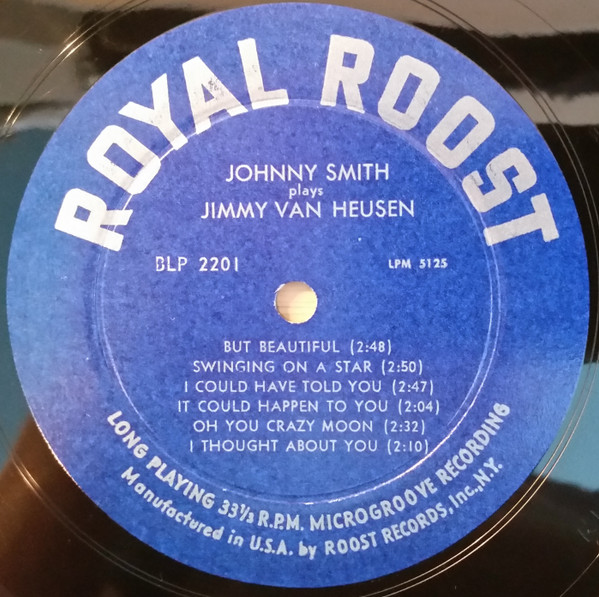 ROYAL ROOST
JOHNNY SMITH
plays
JIMMY VAN HEUSEN
BLP 2201 LPM 5125
BUT BEAUTIFUL (2:48)
SWINGING ON A STAR (2:50)
I COULD HAVE TOLD YOU (2:47)
IT COULD HAPPEN TO YOU (2:04)
OH YOU CRAZY MOON (2:32)
I THOUGHT ABOUT YOU (2:10)
LONG PLAYING 33⅓ R.P.M. MICROGROOVE RECORDING
Manufactured in U.S.A. by ROOST RECORDS, Inc., N.Y.